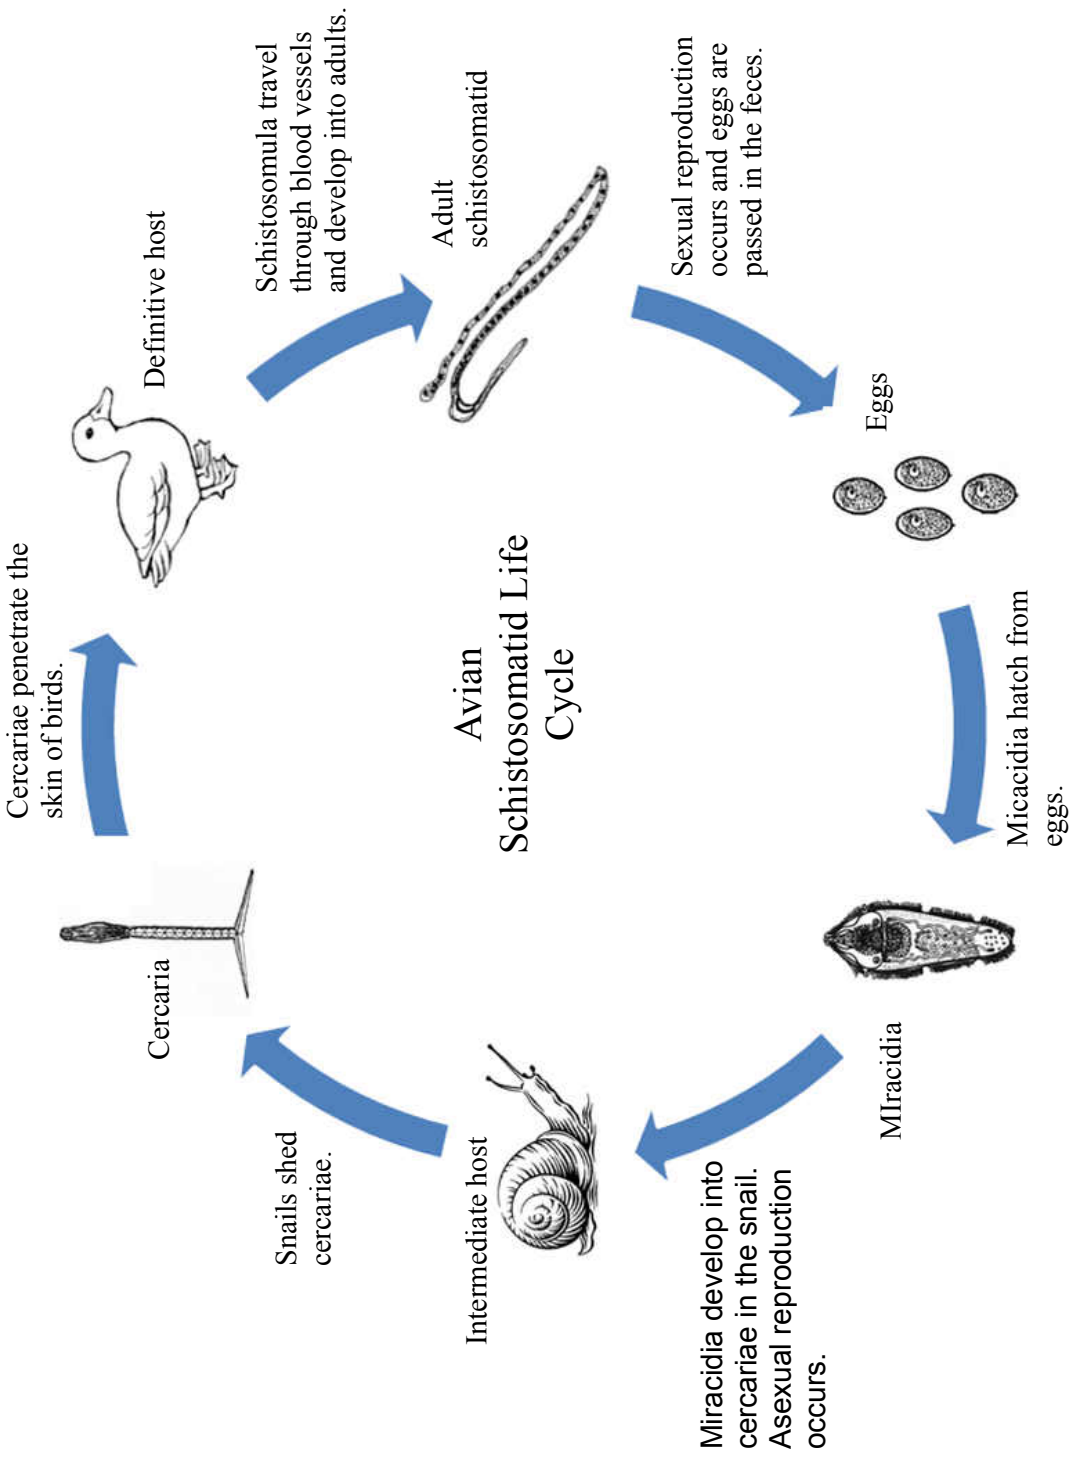 Avian
Schistosomatid Life
Cycle
Cercariae penetrate the
skin of birds.
Definitive host
Schistosomula travel
through blood vessels
and develop into adults.
Adult
schistosomatid
Sexual reproduction
occurs and eggs are
passed in the feces.
Eggs
Micacidia hatch from
eggs.
MIracidia
Miracidia develop into
cercariae in the snail.
Asexual reproduction
occurs.
Intermediate host
Snails shed
cercariae.
Cercaria